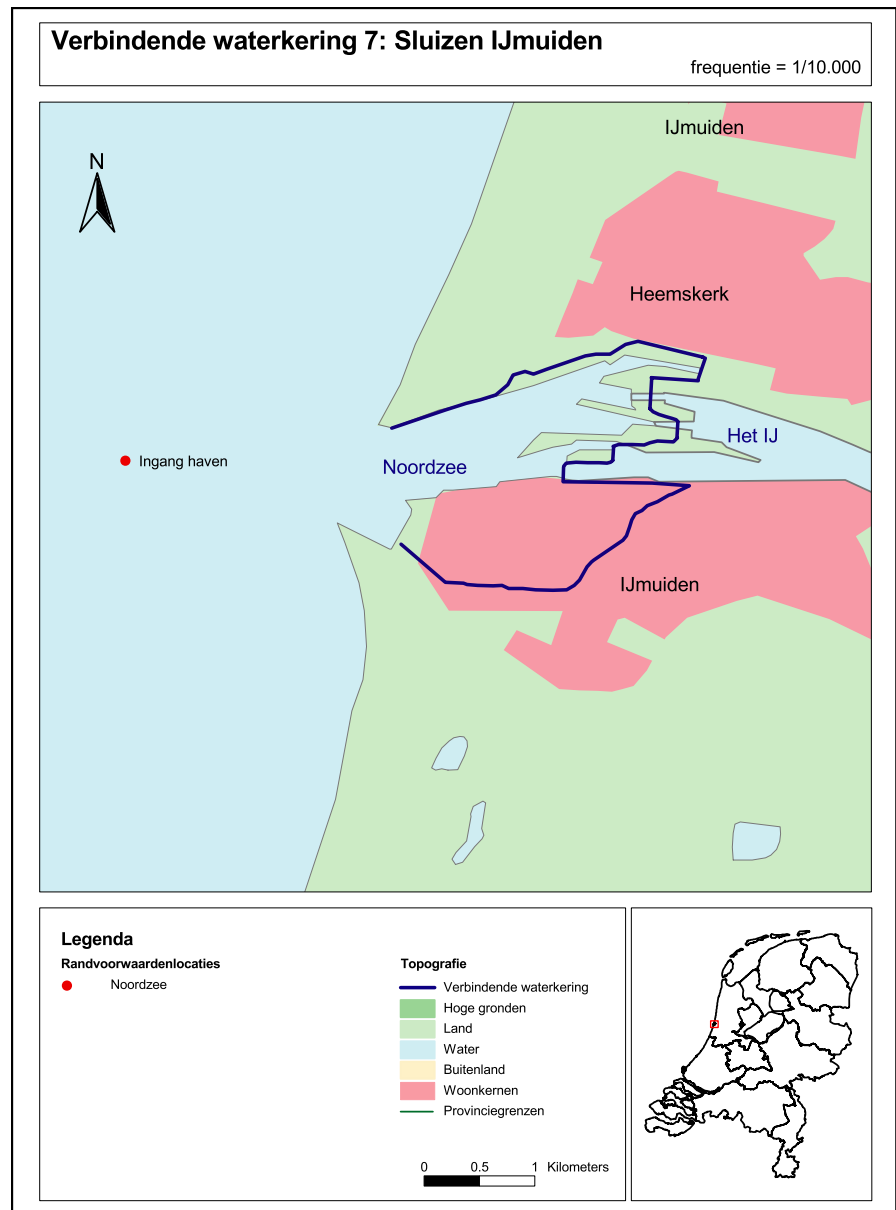 Verbindende waterkering 7: Sluizen IJmuiden
frequentie = 1/10.000
IJmuiden
N
Heemskerk
Het IJ
Ingang haven
Noordzee
IJmuiden
Legenda
Randvoorwaardenlocaties
Noordzee
Topografie
Verbindende waterkering
Hoge gronden
Land
Water
Buitenland
Woonkernen
Provinciegrenzen
0 0.5 1 Kilometers